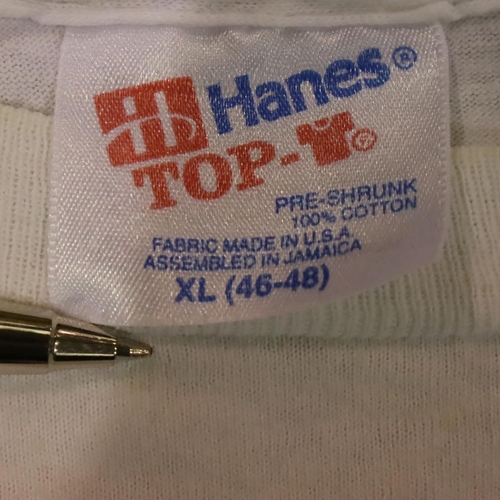 Hanes®
TOP-®
PRE-SHRUNK
100% COTTON
FABRIC MADE IN U.S.A.
ASSEMBLED IN JAMAICA
XL (46-48)